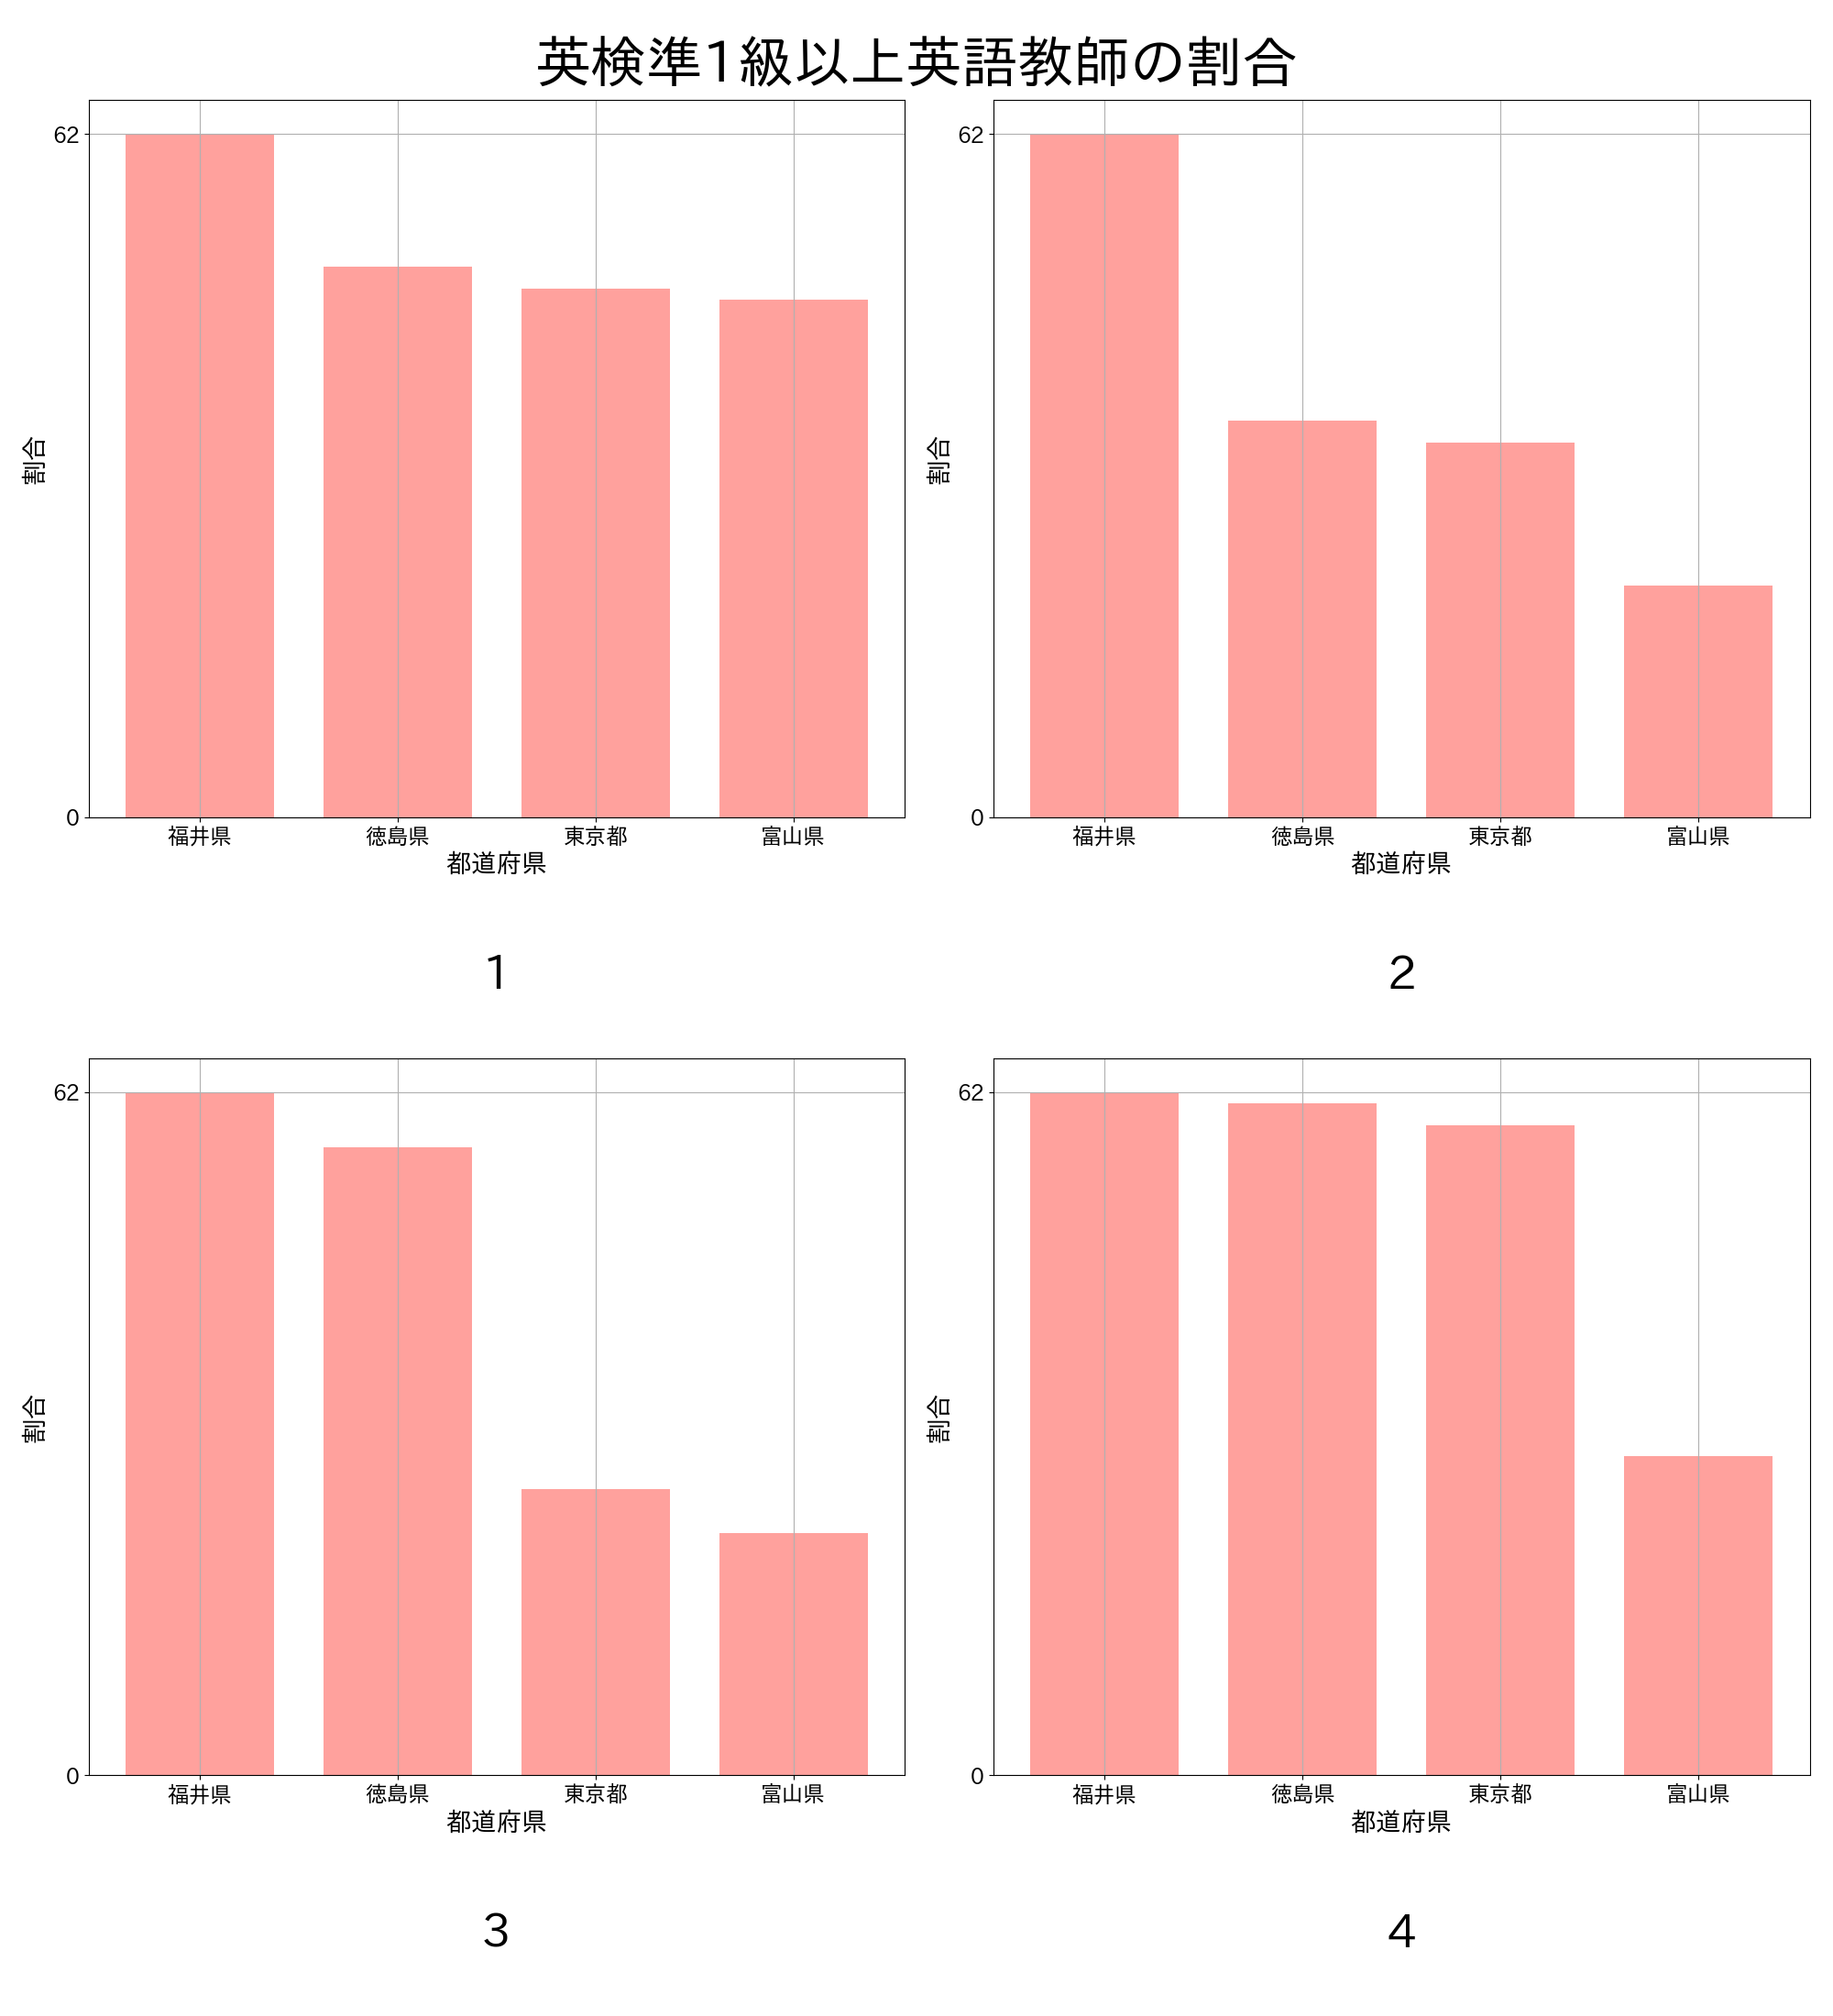 英検準1級以上英語教師の割合
62
0
割合
福井県 徳島県 東京都 富山県
都道府県
1
62
0
割合
福井県 徳島県 東京都 富山県
都道府県
2
62
0
割合
福井県 徳島県 東京都 富山県
都道府県
3
62
0
割合
福井県 徳島県 東京都 富山県
都道府県
4